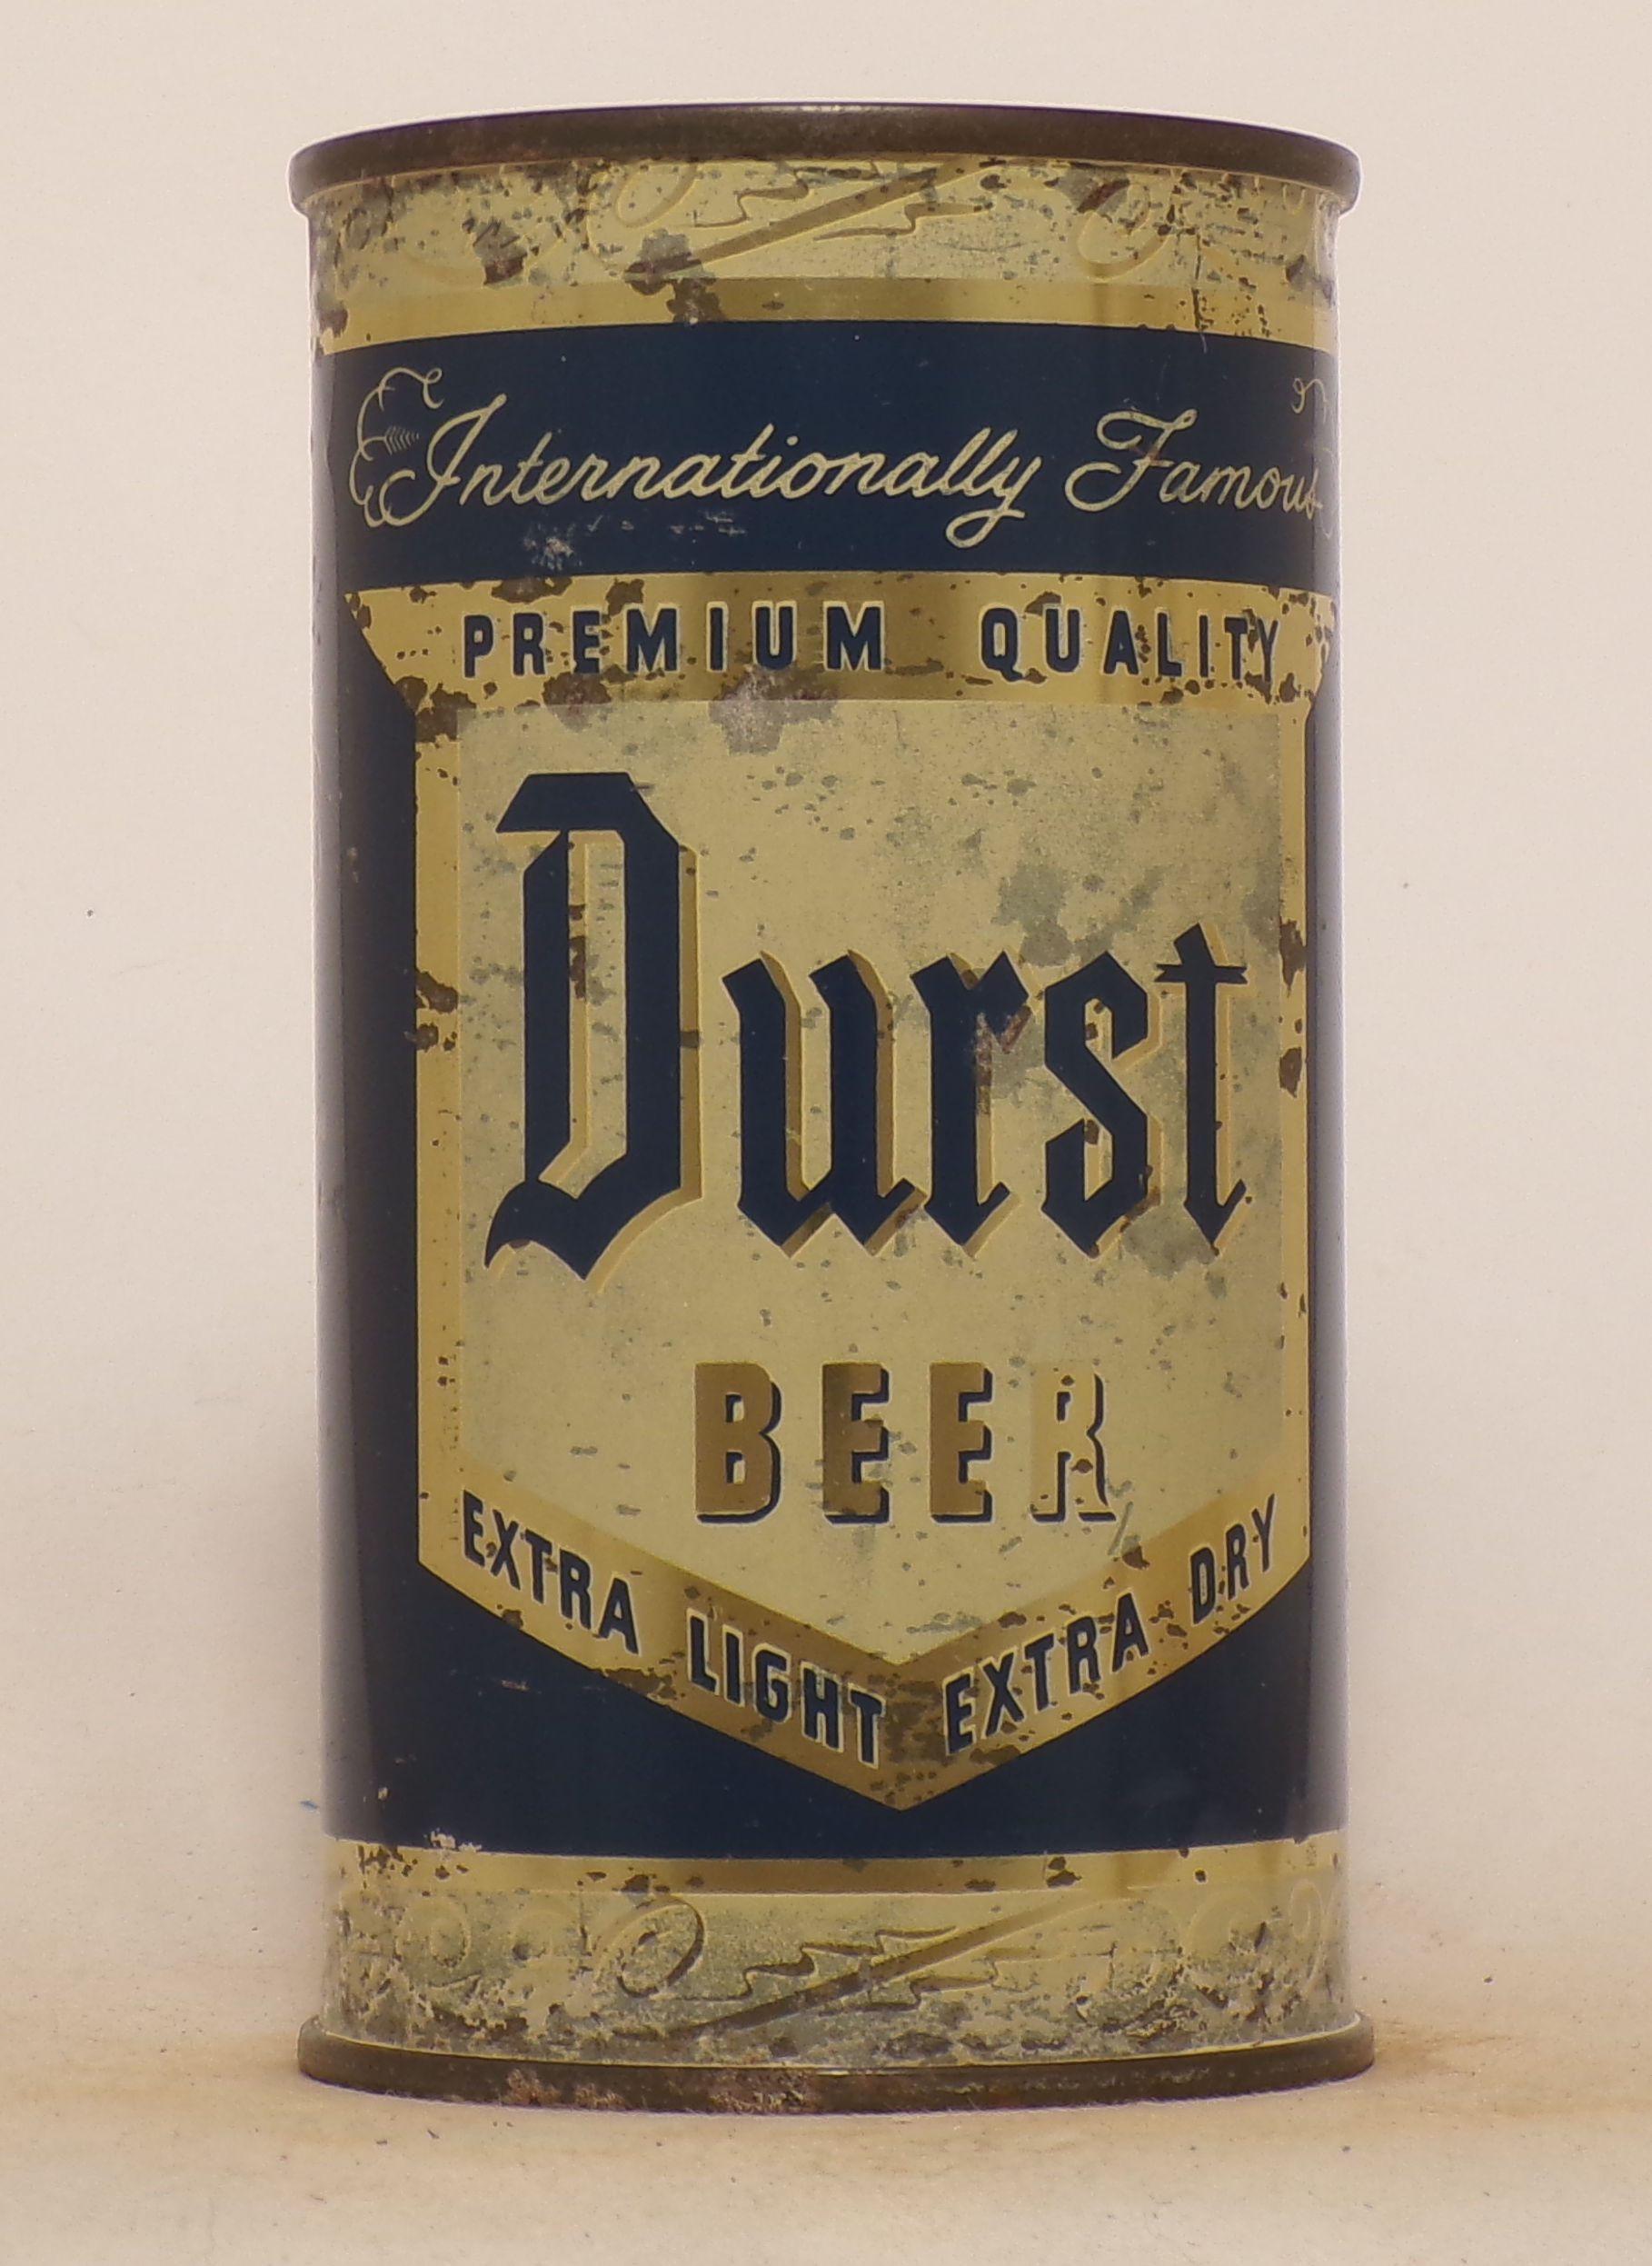 Internationally Famous
PREMIUM QUALITY
Durst
BEER
EXTRA LIGHT EXTRA DRY